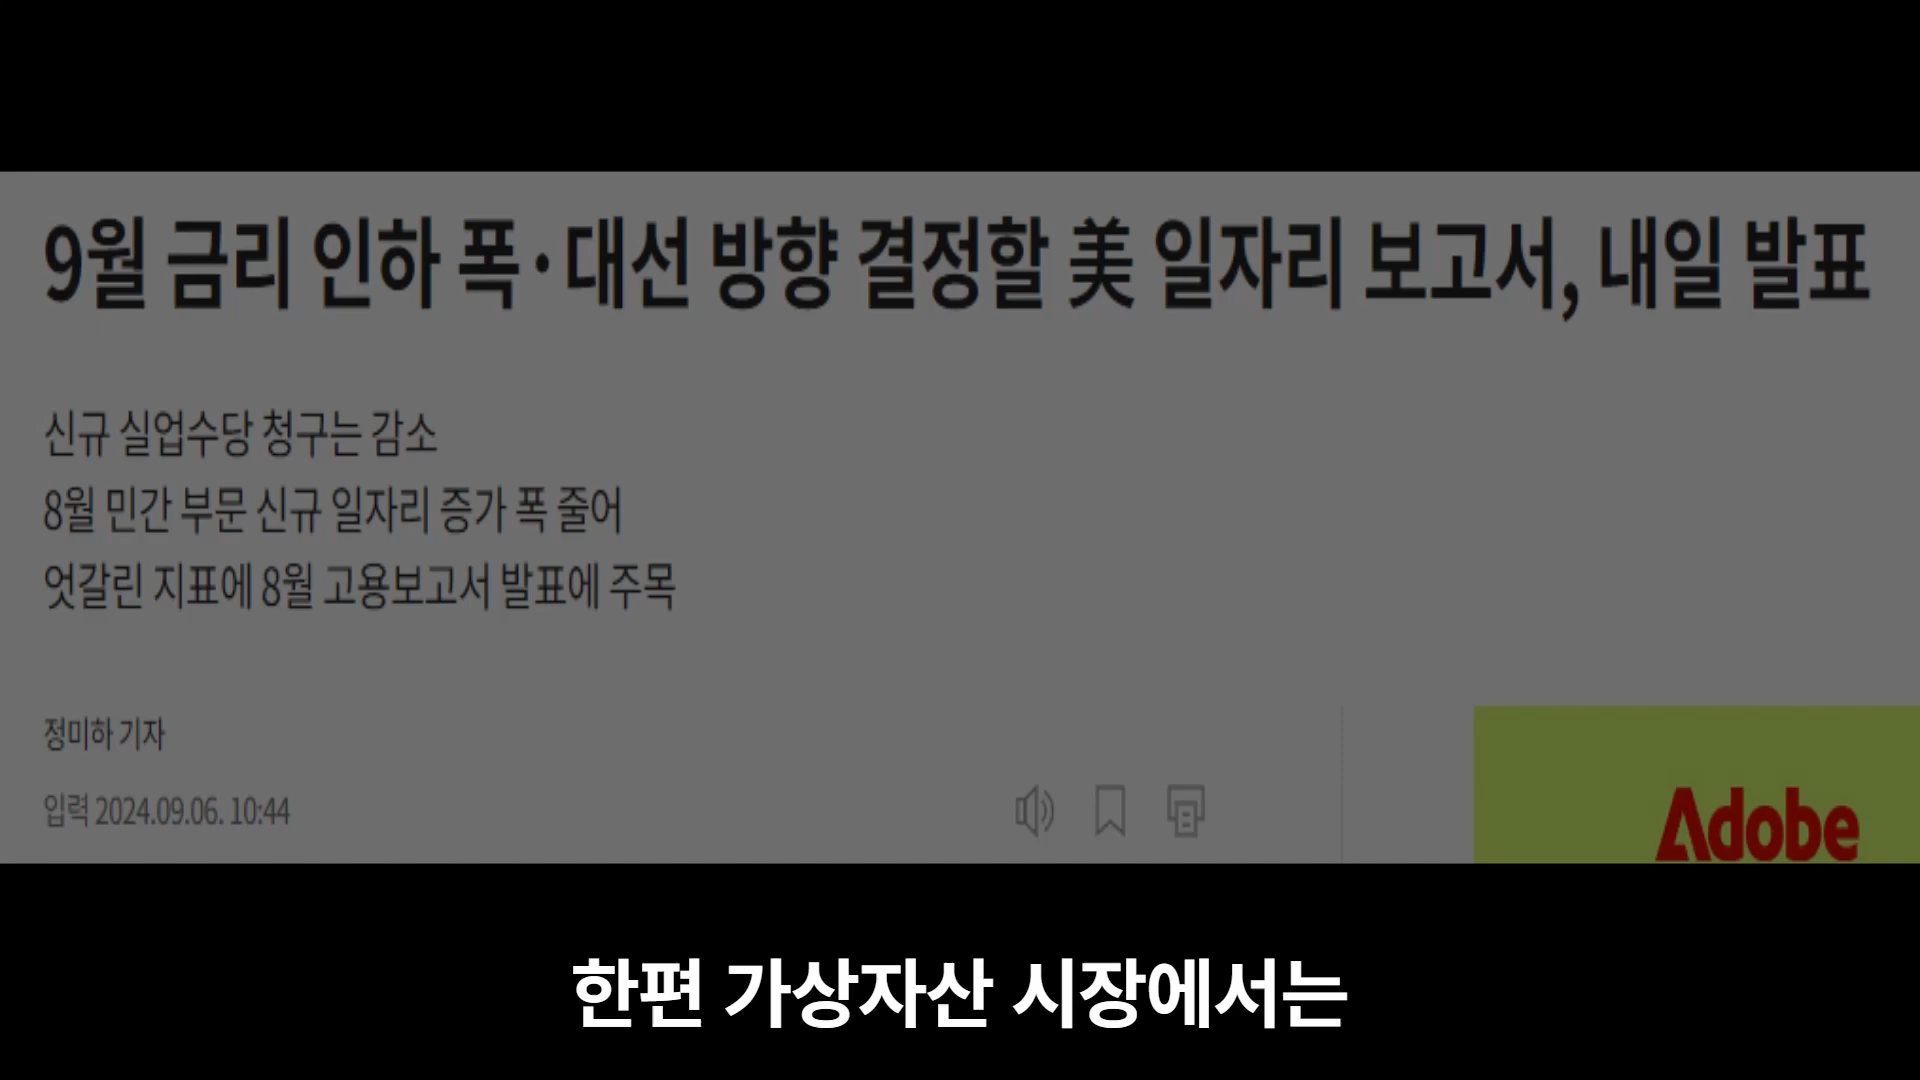 9월 금리 인하 폭·대선 방향 결정할 美 일자리 보고서, 내일 발표
신규 실업수당 청구는 감소
8월 민간 부문 신규 일자리 증가 폭 줄어
엇갈린 지표에 8월 고용보고서 발표에 주목
정미하 기자
입력 2024.09.06. 10:44
Adobe
한편 가상자산 시장에서는